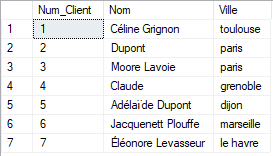 Num_Client Nom Ville
1 1 Céline Grignon toulouse
2 2 Dupont paris
3 3 Moore Lavoie paris
4 4 Claude grenoble
5 5 Adélaïde Dupont dijon
6 6 Jacquenett Plouffe marseille
7 7 Éléonore Levasseur le havre